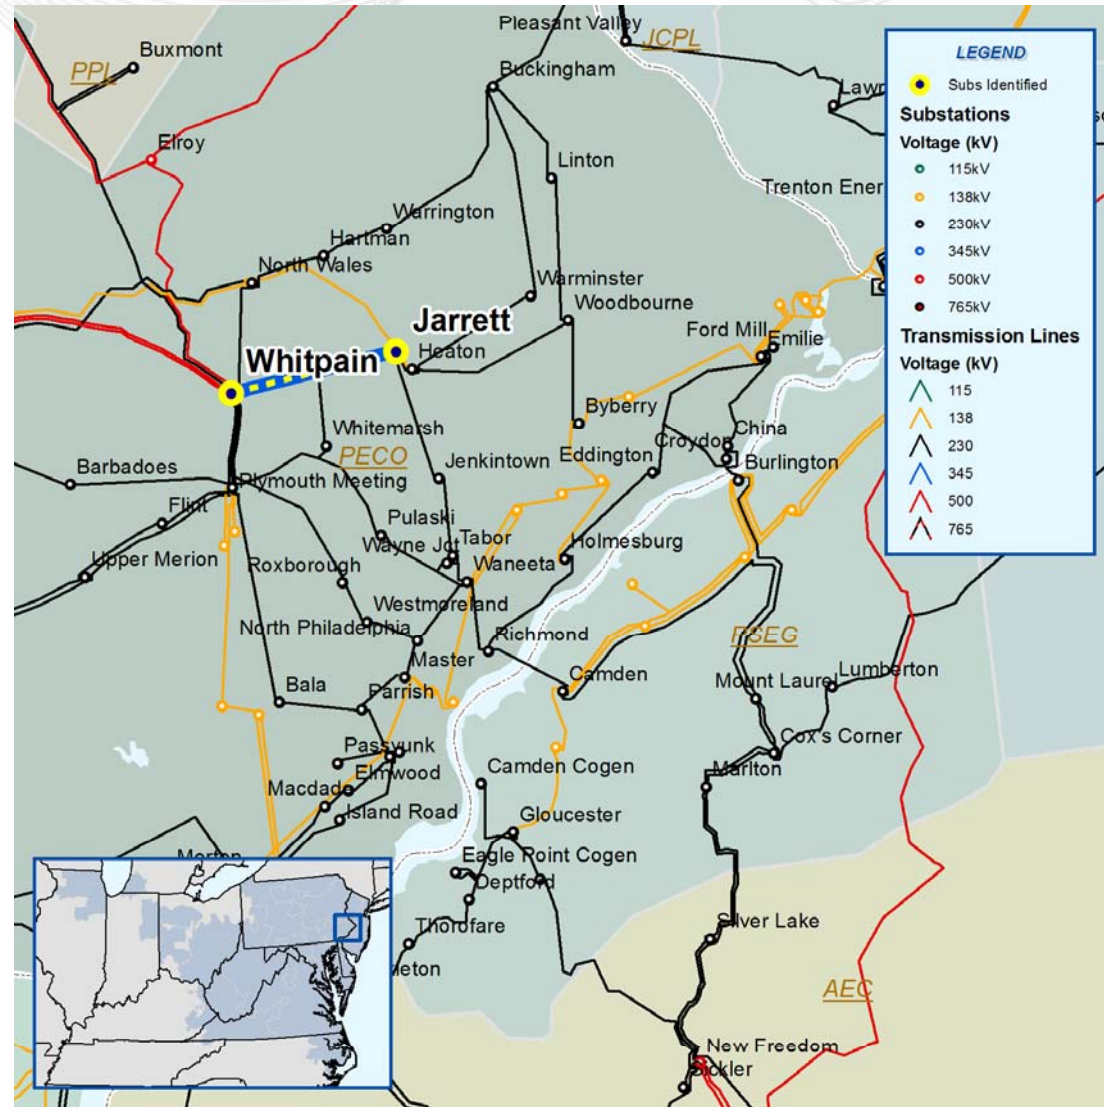 Pleasant Valley
JCPL
Buxmont
PPL
Buckingham
Elroy
Linton
Trenton Ener
Warrington
Hartman
North Wales
Warminster
Woodbourne
Jarrett
Ford Mill
Emilie
Whitpain
Heaton
Byberry
Whitemarsh
PECO
China
Croydon
Eddington
Burlington
Barbadoes
Jenkintown
Plymouth Meeting
Flint
Pulaski
Tabor
Wayne Jct
Holmesburg
Upper Merion
Roxborough
Waneeta
Westmoreland
North Philadelphia
Richmond
PSEG
Master
Camden
Lumberton
Mount Laurel
Bala
Parrish
Cox's Corner
Passyunk
Marlton
Elmwood
Camden Cogen
Macdade
Island Road
Gloucester
Eagle Point Cogen
Deptford
Thorofare
Silver Lake
leton
AEC
New Freedom
Sickler
LEGEND
Subs Identified
Substations
Voltage (kV)
115kV
138kV
230kV
345kV
500kV
765kV
Transmission Lines
Voltage (kV)
115
138
230
345
500
765